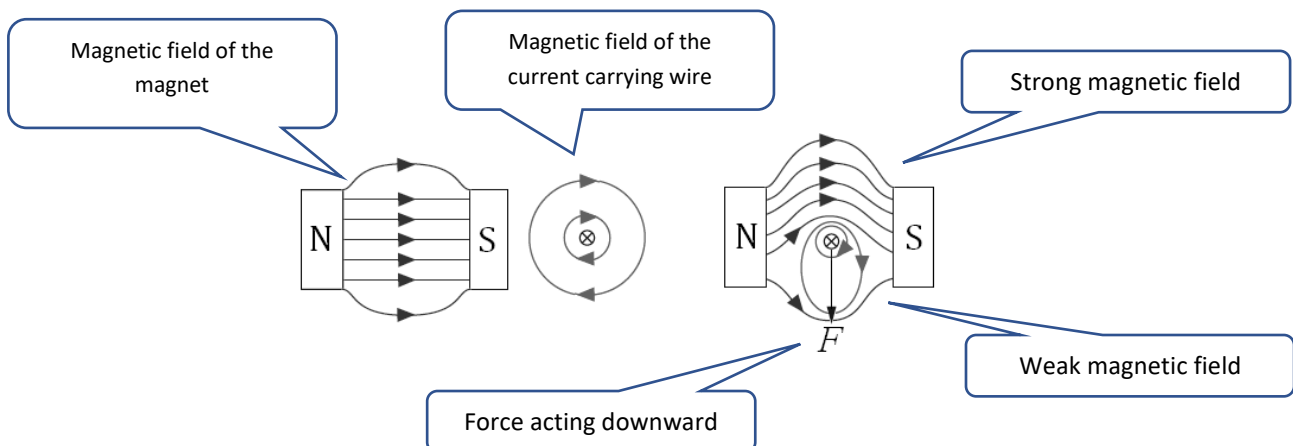 Magnetic field of the
magnet
Magnetic field of the
current carrying wire
Strong magnetic field
N
S
N
S
F
Weak magnetic field
Force acting downward